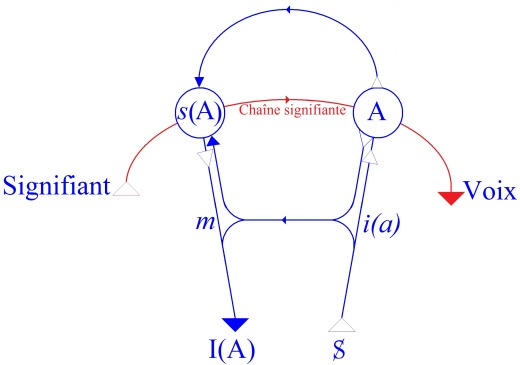 s(A)
Chaîne signifiante
A
Signifiant
Voix
m
i(a)
I(A)
$